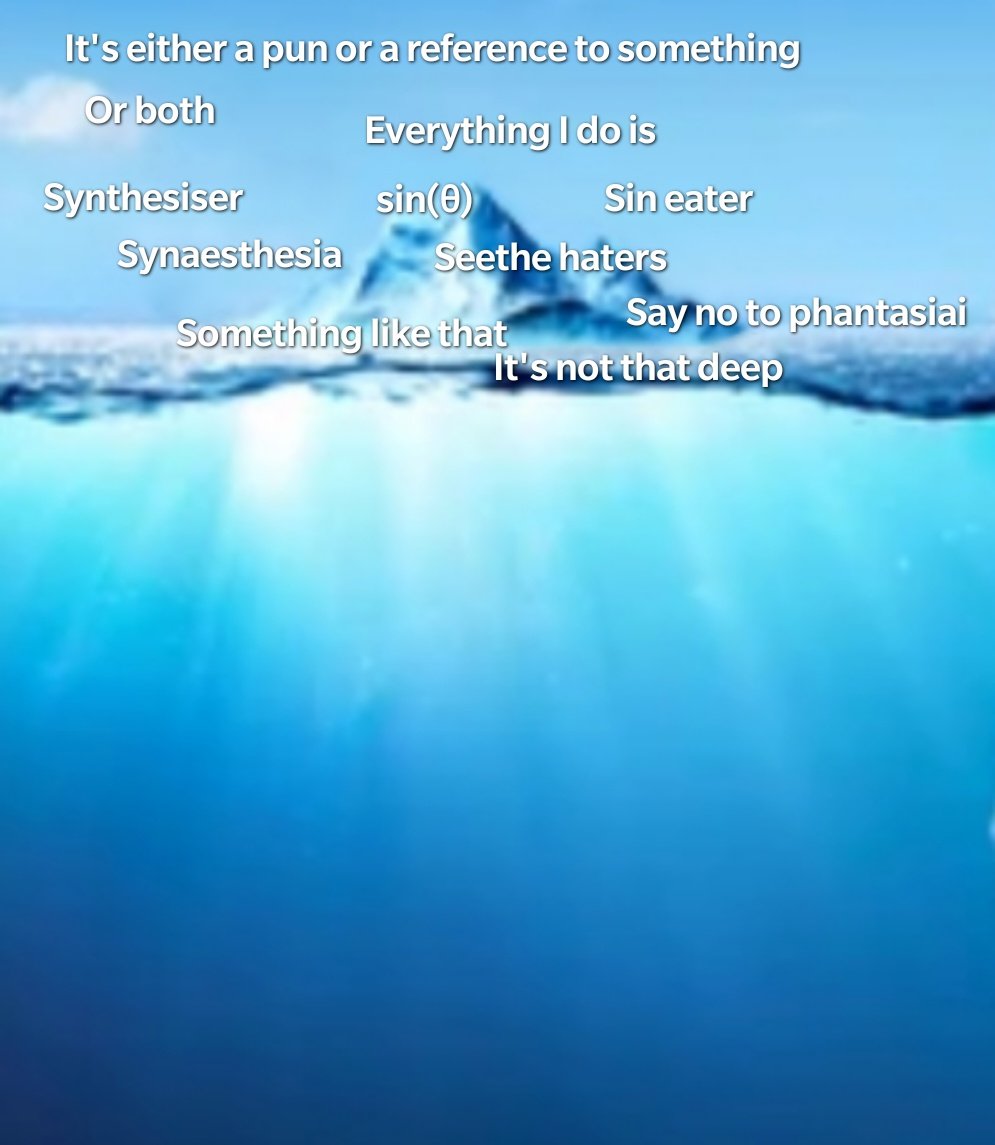 It's either a pun or a reference to something
Or both
Everything I do is
Synthesiser
sin(θ)
Sin eater
Synaesthesia
Seethe haters
Say no to phantasiai
Something like that
It's not that deep